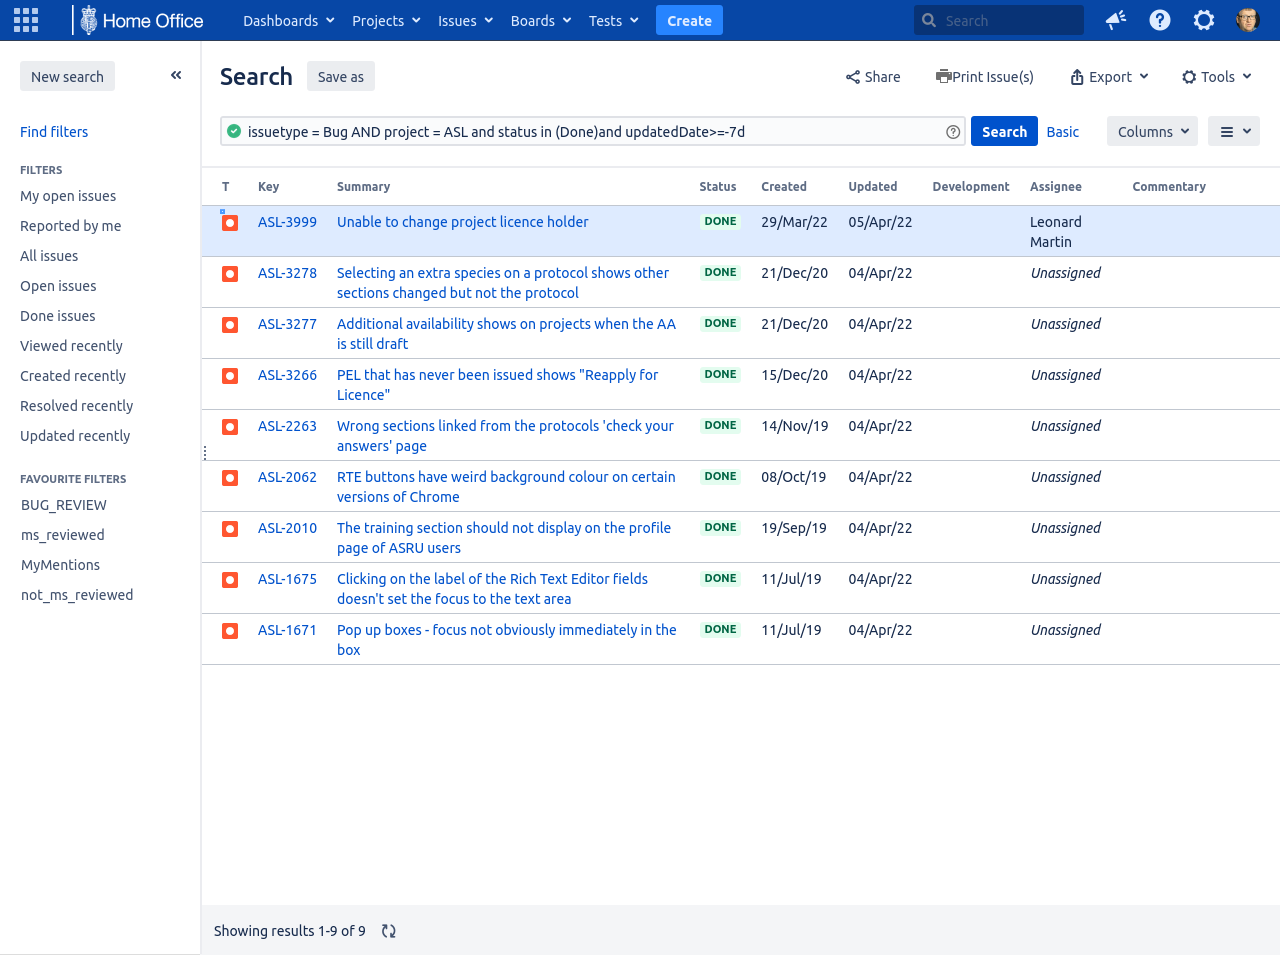 Home Office Dashboards Projects Issues Boards Tests Create Search
New search
Find filters
FILTERS
My open issues
Reported by me
All issues
Open issues
Done issues
Viewed recently
Created recently
Resolved recently
Updated recently
FAVOURITE FILTERS
BUG_REVIEW
ms_reviewed
MyMentions
not_ms_reviewed
Search Save as Share Print Issue(s) Export Tools
issuetype = Bug AND project = ASL and status in (Done)and updatedDate>=-7d Search Basic Columns
T Key Summary Status Created Updated Development Assignee Commentary
ASL-3999 Unable to change project licence holder DONE 29/Mar/22 05/Apr/22 Leonard
Martin
ASL-3278 Selecting an extra species on a protocol shows other DONE 21/Dec/20 04/Apr/22 Unassigned
sections changed but not the protocol
ASL-3277 Additional availability shows on projects when the AA DONE 21/Dec/20 04/Apr/22 Unassigned
is still draft
ASL-3266 PEL that has never been issued shows "Reapply for DONE 15/Dec/20 04/Apr/22 Unassigned
Licence"
ASL-2263 Wrong sections linked from the protocols 'check your DONE 14/Nov/19 04/Apr/22 Unassigned
answers' page
ASL-2062 RTE buttons have weird background colour on certain DONE 08/Oct/19 04/Apr/22 Unassigned
versions of Chrome
ASL-2010 The training section should not display on the profile DONE 19/Sep/19 04/Apr/22 Unassigned
page of ASRU users
ASL-1675 Clicking on the label of the Rich Text Editor fields DONE 11/Jul/19 04/Apr/22 Unassigned
doesn't set the focus to the text area
ASL-1671 Pop up boxes - focus not obviously immediately in the DONE 11/Jul/19 04/Apr/22 Unassigned
box
Showing results 1-9 of 9